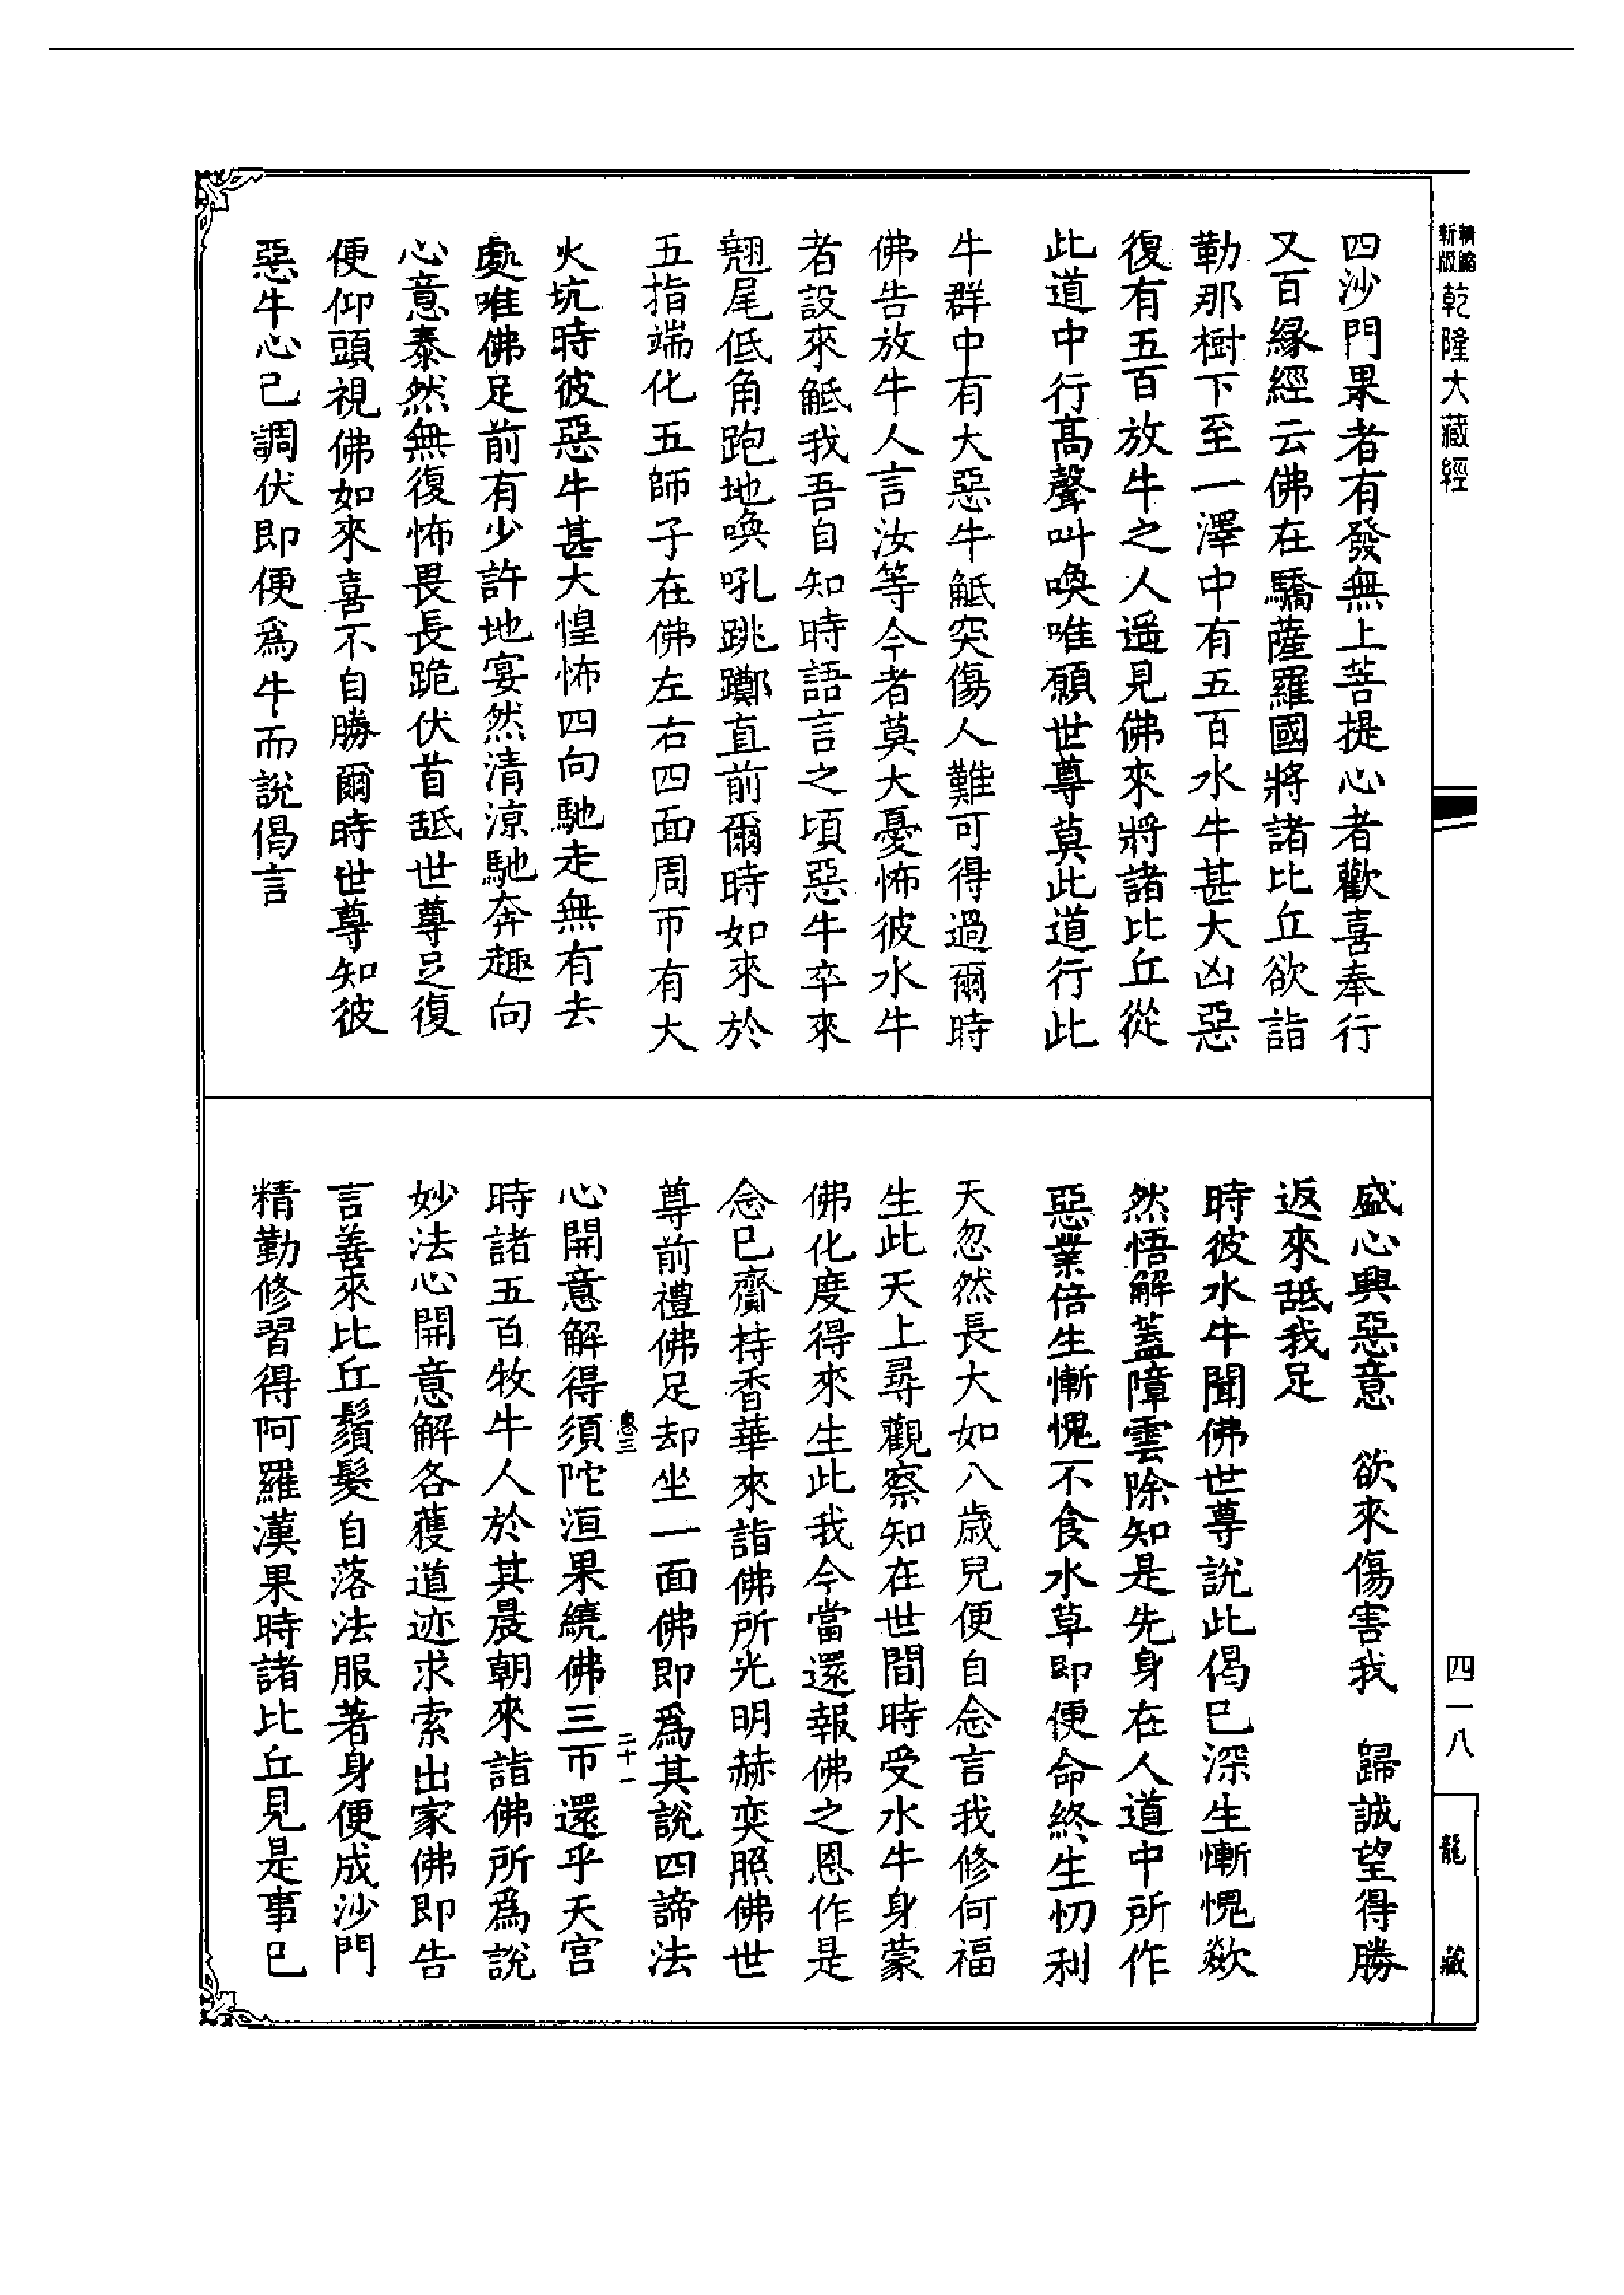 新版精縮乾隆大藏經
四沙門果者有發無上菩提心者歡喜奉行
又百緣經云佛在驕薩羅國將諸比丘欲詣
勒那樹下至一澤中有五百水牛甚大凶惡
復有五百放牛之人遥見佛來將諸比丘從
此道中行高聲叫喚唯願世尊莫此道行此
牛群中有大惡牛觝突傷人難可得過爾時
佛告放牛人言汝等今者莫大憂怖彼水牛
者設來觝我吾自知時語言之頃惡牛卒來
翹尾低角跑地喚吼跳躑直前爾時如來於
五指端化五師子在佛左右四面周帀有大
火坑時彼惡牛甚大惶怖四向馳走無有去
處唯佛足前有少許地宴然清涼馳奔趣向
心意泰然無復怖畏長跪伏首舐世尊足復
便仰頭視佛如來喜不自勝爾時世尊知彼
惡牛心已調伏即便爲牛而說偈言
盛心興惡意　欲來傷害我　歸誠望得勝
返來舐我足
時彼水牛聞佛世尊說此偈已深生慚愧欻
然悟解蓋障雲除知是先身在人道中所作
惡業倍生慚愧不食水草即便命終生忉利
天忽然長大如八歲兒便自念言我修何福
生此天上尋觀察知在世間時受水牛身蒙
佛化度得來生此我今當還報佛之恩作是
念已齎持香華來詣佛所光明赫奕照佛世
尊前禮佛足却坐一面佛即爲其說四諦法
心開意解得須陀洹果繞佛三帀還乎天宮
時諸五百牧牛人於其晨朝來詣佛所爲說
妙法心開意解各獲道迹求索出家佛即告
言善來比丘鬚髮自落法服著身便成沙門
精勤修習得阿羅漢果時諸比丘見是事已
二十一
四一八
龍藏